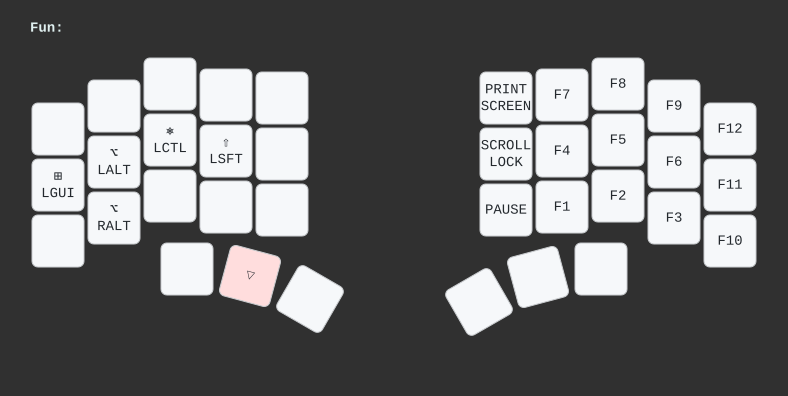 Fun:
⎈
LCTL
⇧
LSFT
⌥
LALT
⊞
LGUI
⌥
RALT
▽
PRINT
SCREEN
F7
F8
F9
F12
SCROLL
LOCK
F4
F5
F6
F11
PAUSE
F1
F2
F3
F10